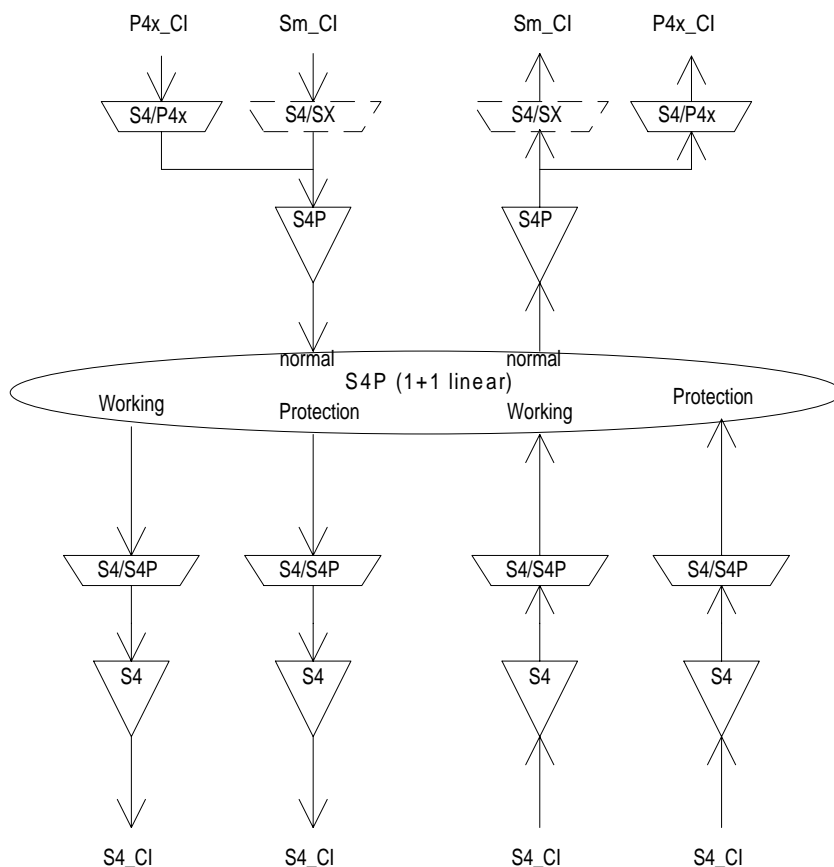 P4x_CI Sm_CI Sm_CI P4x_CI
S4/P4x S4/SX S4/SX S4/P4x
S4P S4P
normal normal
S4P (1+1 linear)
Working Protection Working Protection
S4/S4P S4/S4P S4/S4P S4/S4P
S4 S4 S4 S4
S4_CI S4_CI S4_CI S4_CI